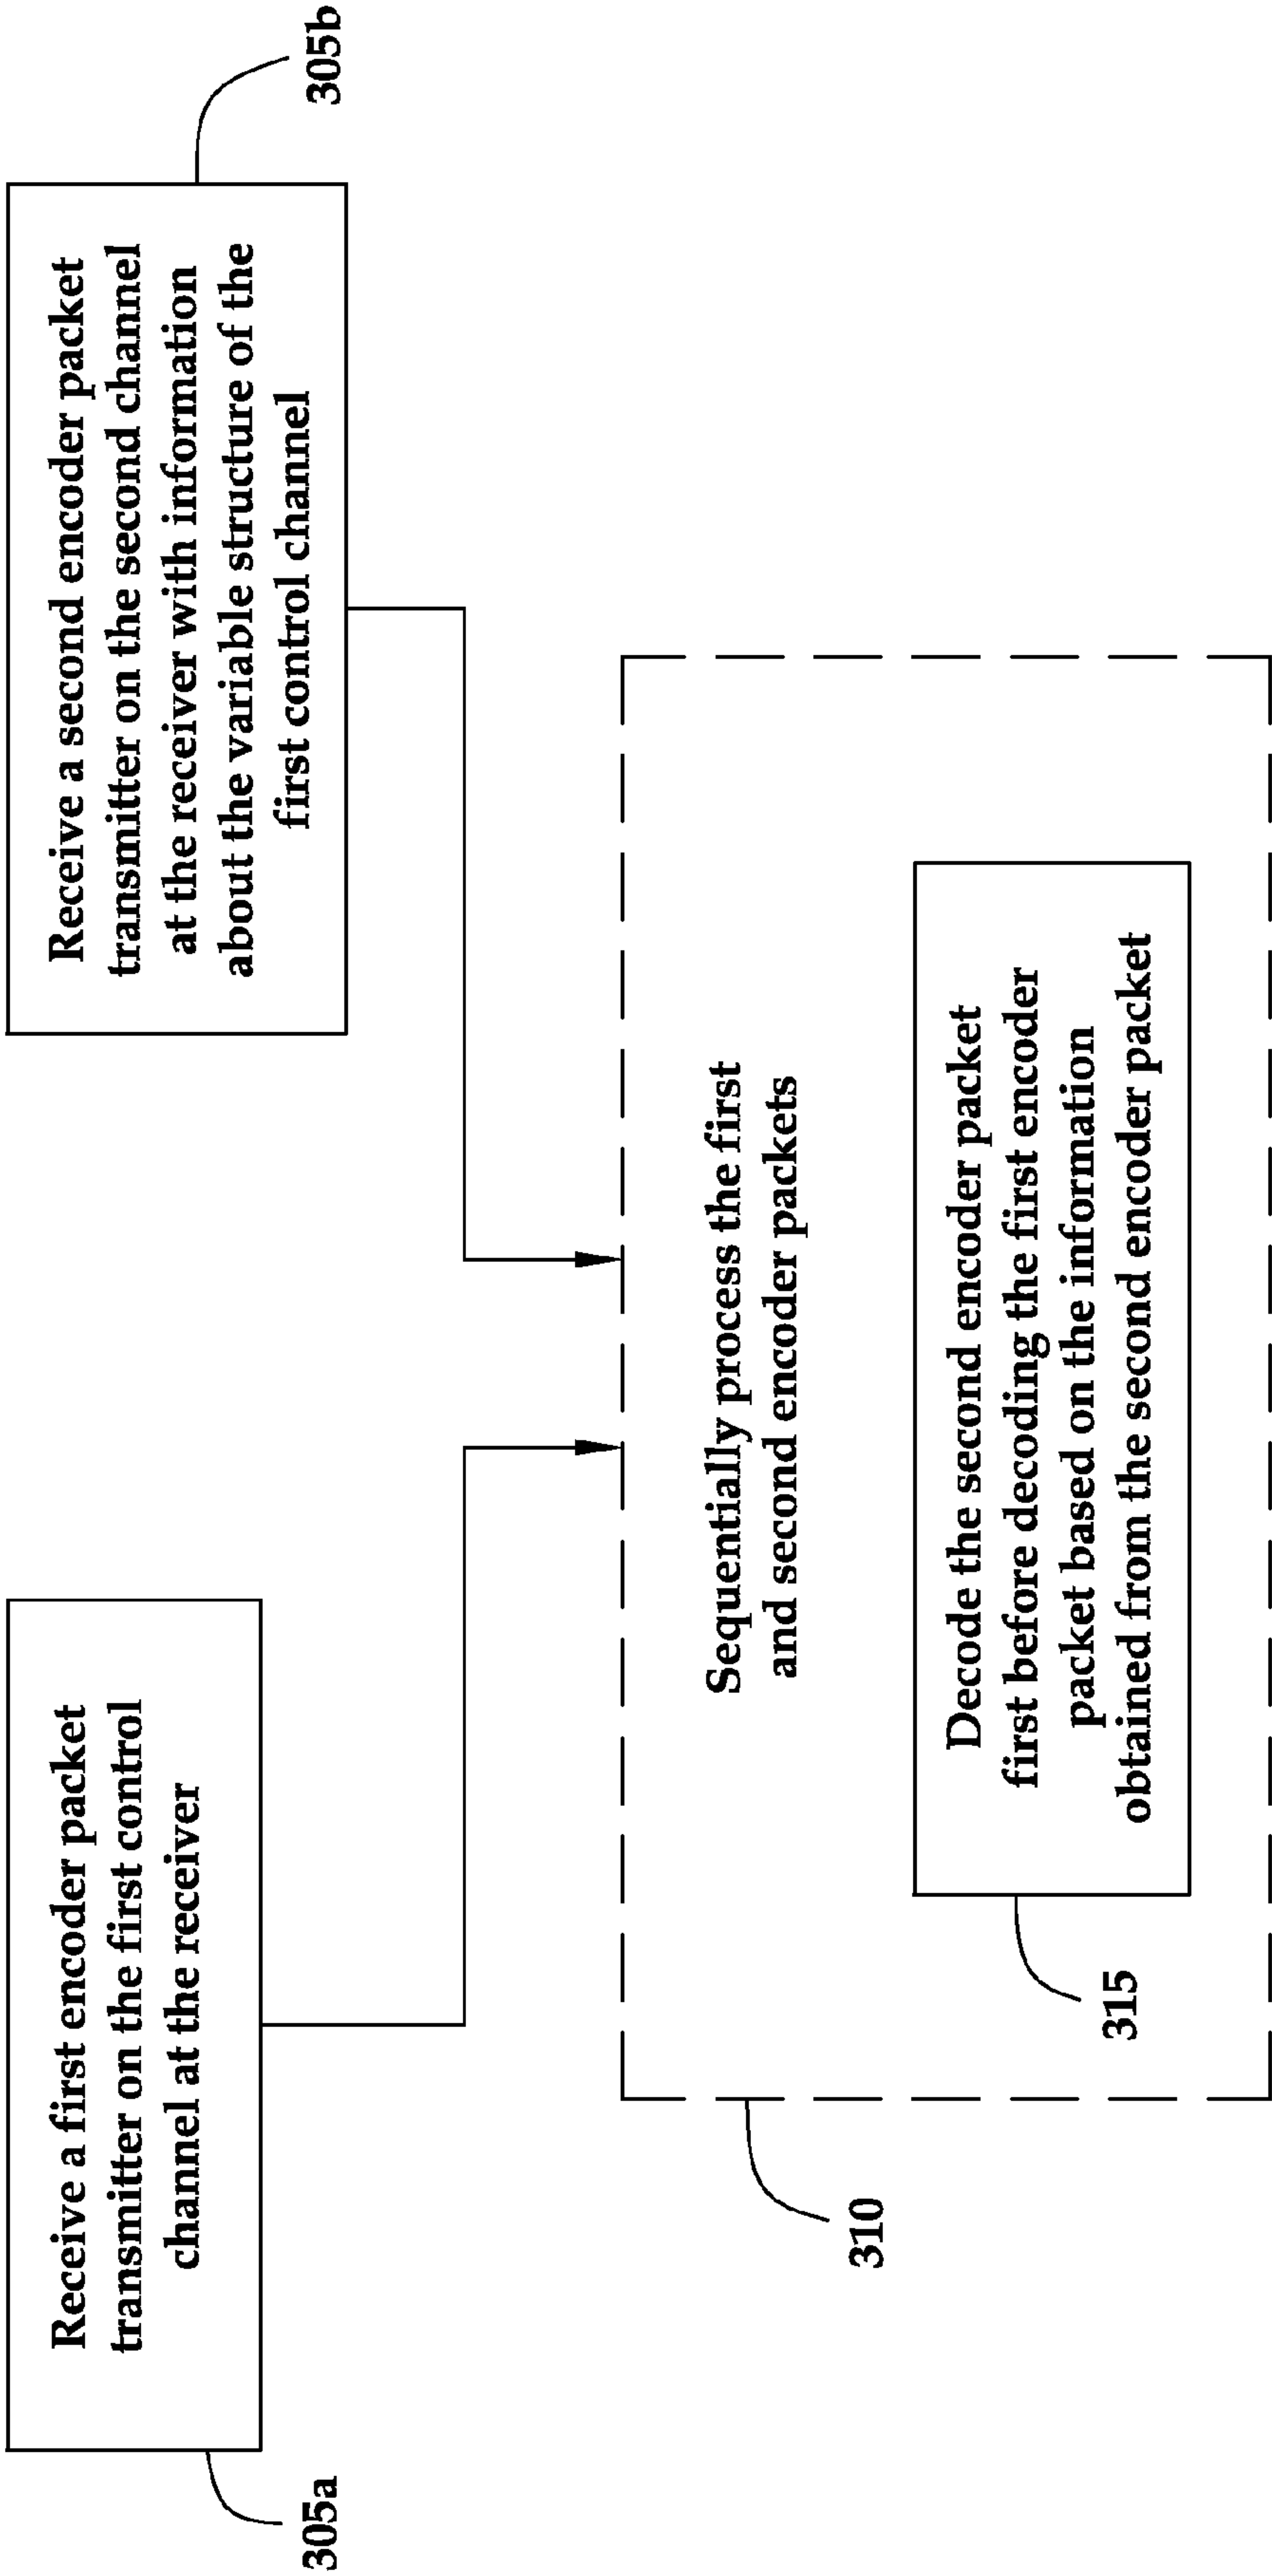 305a
Receive a first encoder packet
transmitter on the first control
channel at the receiver
305b
Receive a second encoder packet
transmitter on the second channel
at the receiver with information
about the variable structure of the
first control channel
310
Sequentially process the first
and second encoder packets
315
Decode the second encoder packet
first before decoding the first encoder
packet based on the information
obtained from the second encoder packet